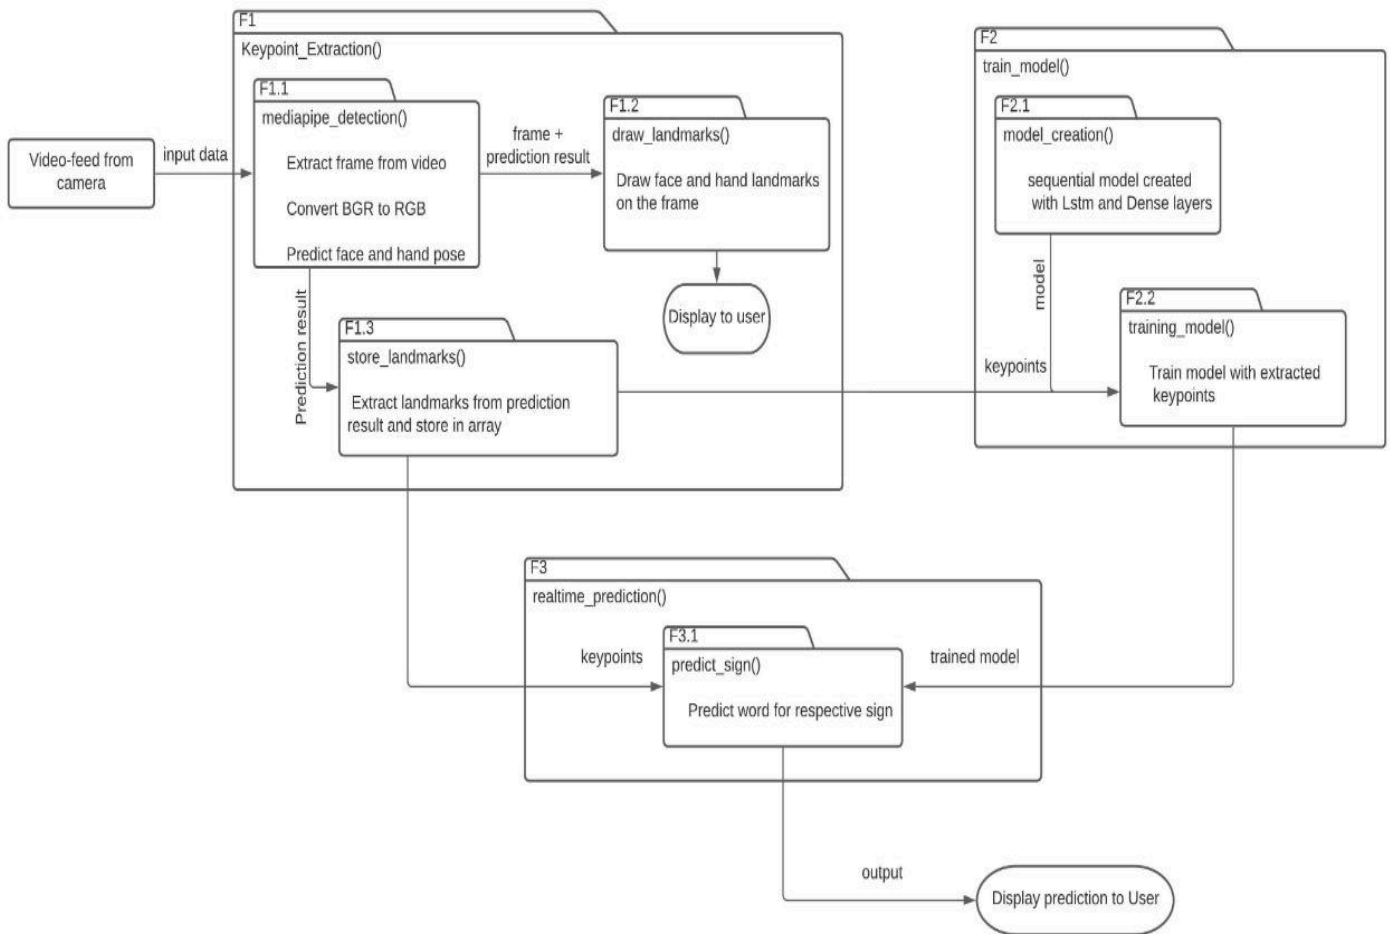 F1
Keypoint_Extraction()
F1.1
mediapipe_detection()
Extract frame from video
Convert BGR to RGB
Predict face and hand pose
Video-feed from
camera
input data
frame +
prediction result
F1.2
draw_landmarks()
Draw face and hand landmarks
on the frame
Display to user
Prediction result
F1.3
store_landmarks()
Extract landmarks from prediction
result and store in array
F2
train_model()
F2.1
model_creation()
sequential model created
with Lstm and Dense layers
model
keypoints
F2.2
training_model()
Train model with extracted
keypoints
F3
realtime_prediction()
keypoints
F3.1
predict_sign()
Predict word for respective sign
trained model
output
Display prediction to User